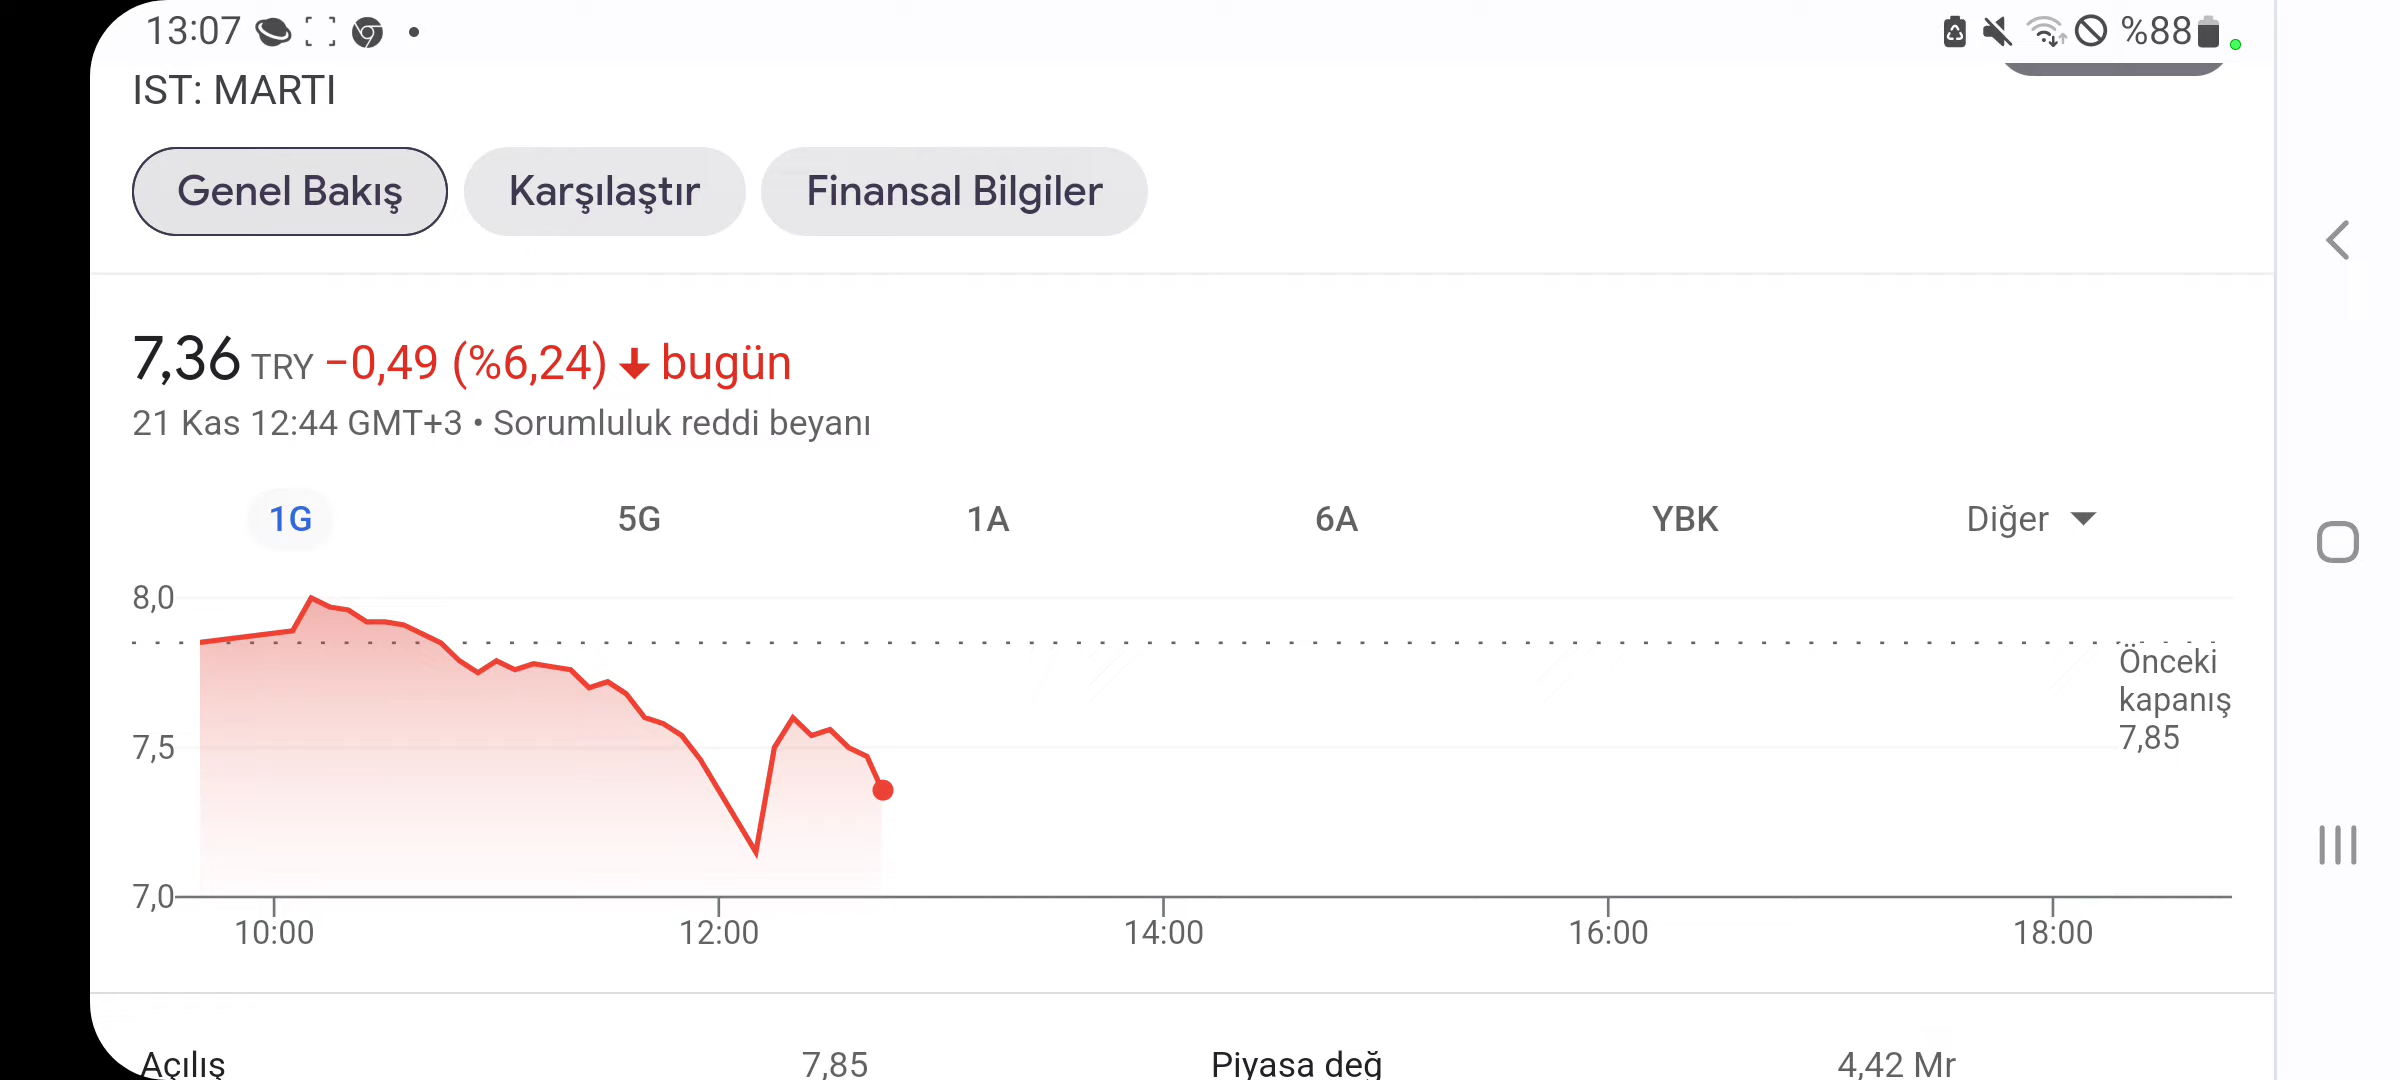 13:07 %88
IST: MARTI
Genel Bakış Karşılaştır Finansal Bilgiler
7,36 TRY −0,49 (%6,24) bugün
21 Kas 12:44 GMT+3 • Sorumluluk reddi beyanı
1G 5G 1A 6A YBK Diğer
8,0
7,5
7,0
Önceki
kapanış
7,85
10:00 12:00 14:00 16:00 18:00
Açılış 7,85 Piyasa değ 4,42 Mr